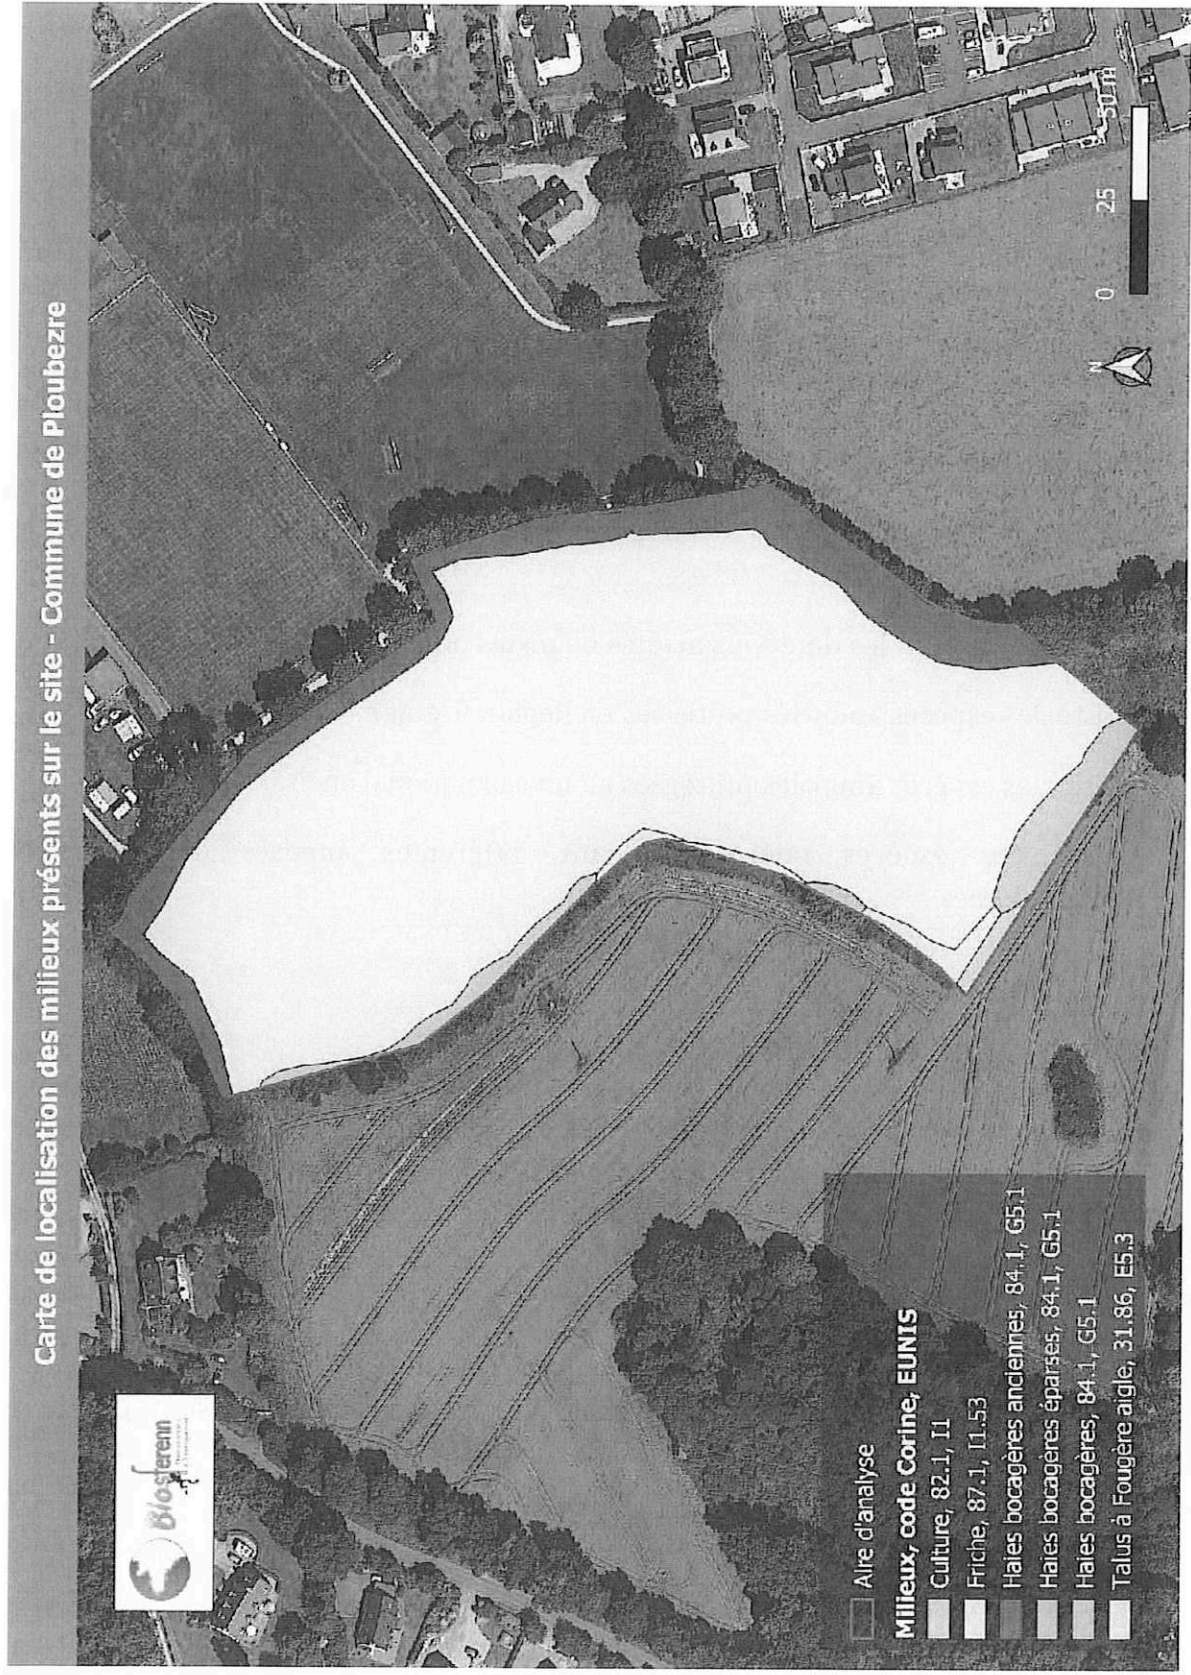 Carte de localisation des milieux présents sur le site - Commune de Ploubezre
Biosferenn
Aire d'analyse
Milieux, code Corine, EUNIS
Culture, 82.1, I1
Friche, 87.1, I1.53
Haies bocagères anciennes, 84.1, G5.1
Haies bocagères éparses, 84.1, G5.1
Haies bocagères, 84.1, G5.1
Talus à Fougère aigle, 31.86, E5.3
N
0 25 50 m